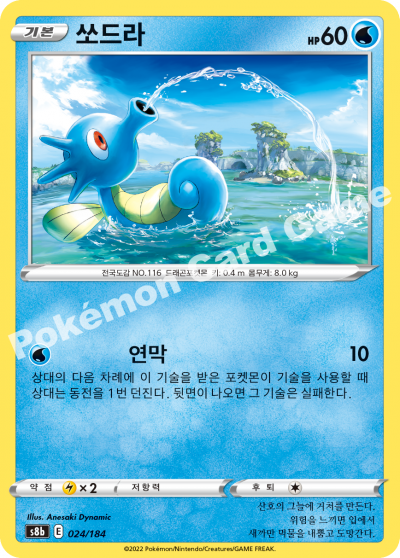 기본 쏘드라 HP60
전국도감 NO.116 드래곤포켓몬 키: 0.4 m 몸무게: 8.0 kg
Pokémon Card Game
연막 10
상대의 다음 차례에 이 기술을 받은 포켓몬이 기술을 사용할 때
상대는 동전을 1번 던진다. 뒷면이 나오면 그 기술은 실패한다.
약점 ×2 저항력 후퇴
Illus. Anesaki Dynamic
s8b E 024/184
산호의 그늘에 거처를 만든다.
위험을 느끼면 입에서
새까만 먹물을 내뿜고 도망간다.
©2022 Pokémon/Nintendo/Creatures/GAME FREAK.